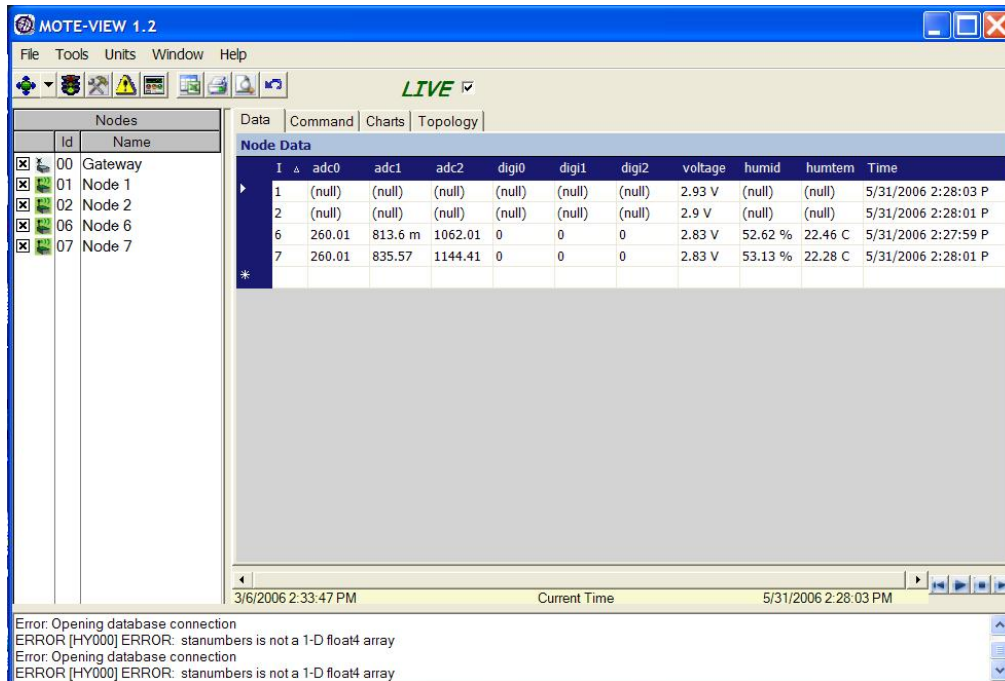 MOTE-VIEW 1.2
File Tools Units Window Help
LIVE
Nodes
Id Name
00 Gateway
01 Node 1
02 Node 2
06 Node 6
07 Node 7
Data Command Charts Topology
Node Data
I adc0 adc1 adc2 digi0 digi1 digi2 voltage humid humtem Time
1 (null) (null) (null) (null) (null) (null) 2.93 V (null) (null) 5/31/2006 2:28:03 P
2 (null) (null) (null) (null) (null) (null) 2.9 V (null) (null) 5/31/2006 2:28:01 P
6 260.01 813.6 m 1062.01 0 0 0 2.83 V 52.62 % 22.46 C 5/31/2006 2:27:59 P
7 260.01 835.57 1144.41 0 0 0 2.83 V 53.13 % 22.28 C 5/31/2006 2:28:01 P
*
3/6/2006 2:33:47 PM Current Time 5/31/2006 2:28:03 PM
Error: Opening database connection
ERROR [HY000] ERROR: stanumbers is not a 1-D float4 array
Error: Opening database connection
ERROR [HY000] ERROR: stanumbers is not a 1-D float4 array